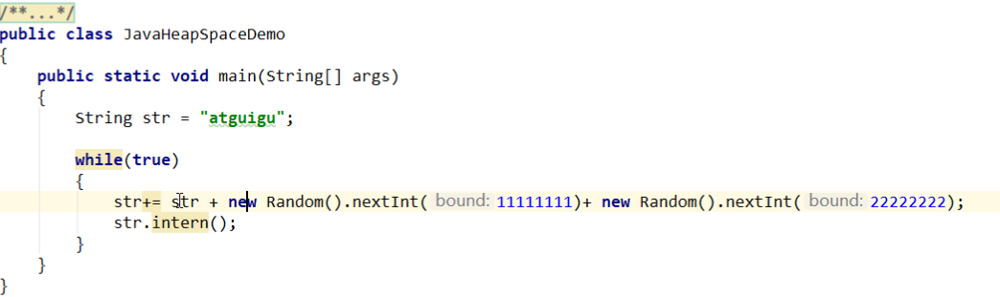 /**...*/
public class JavaHeapSpaceDemo
{
    public static void main(String[] args)
    {
        String str = "atguigu";
        while(true)
        {
            str+= str + new Random().nextInt( bound: 11111111)+ new Random().nextInt( bound: 22222222);
            str.intern();
        }
    }
}